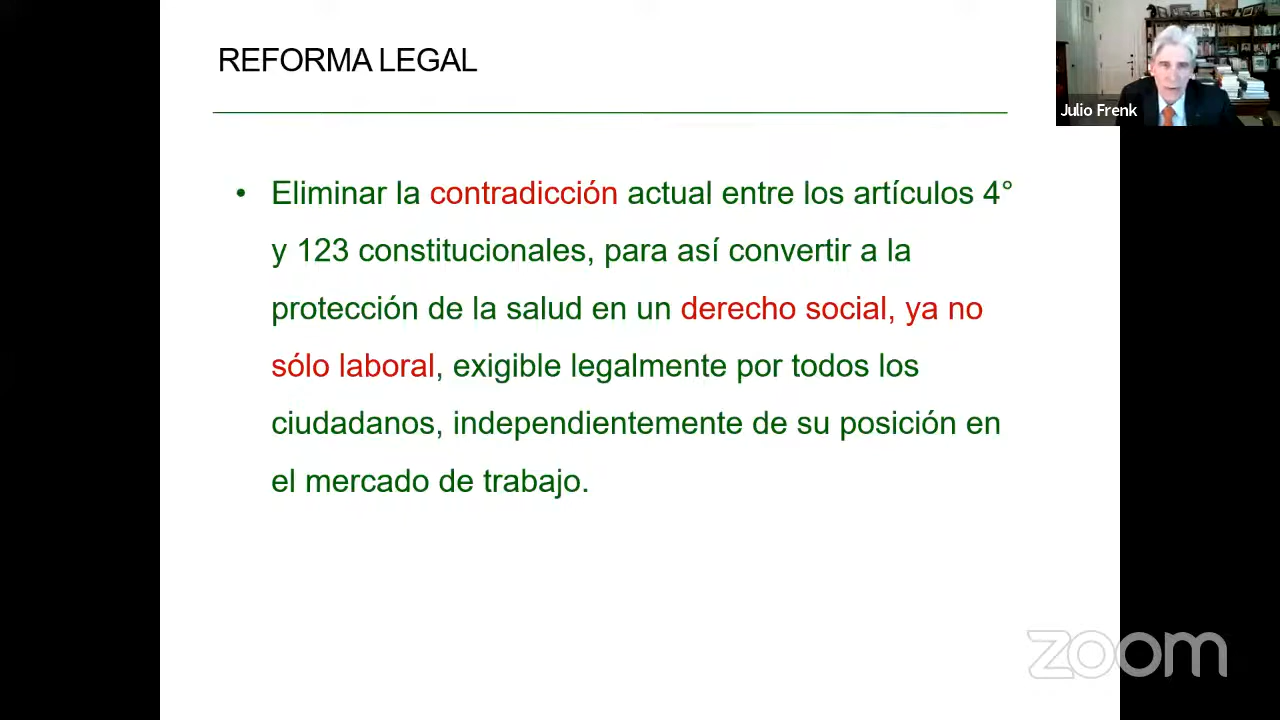 REFORMA LEGAL
Julio Frenk
• Eliminar la contradicción actual entre los artículos 4°
y 123 constitucionales, para así convertir a la
protección de la salud en un derecho social, ya no
sólo laboral, exigible legalmente por todos los
ciudadanos, independientemente de su posición en
el mercado de trabajo.
zoom